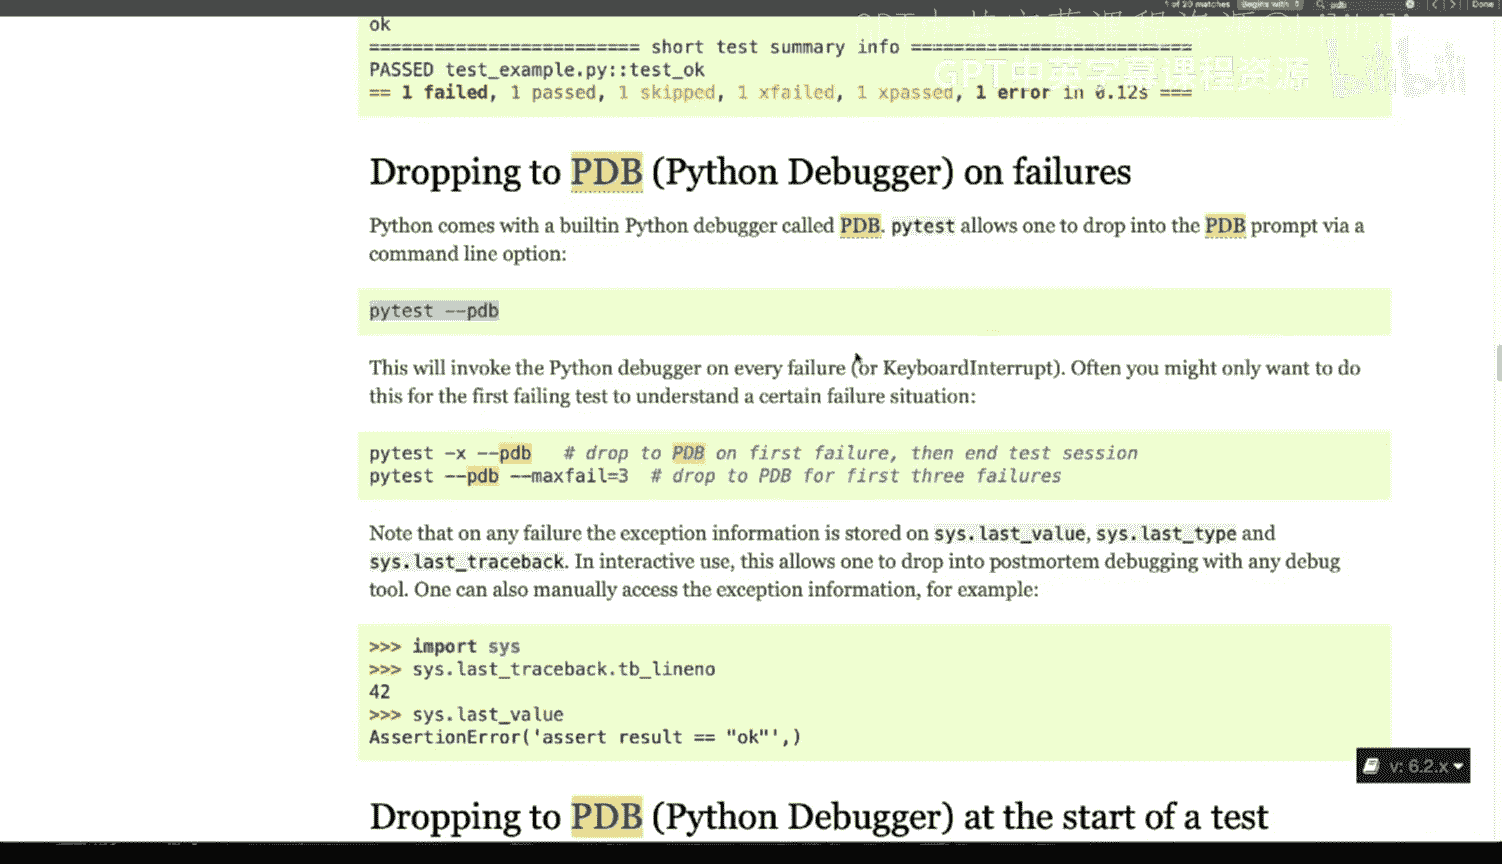 1 of 20 matches
Begins with
pdb
Done
GPT中英字幕课程资源
bilibili
ok
========================= short test summary info ==========================
PASSED test_example.py::test_ok
== 1 failed, 1 passed, 1 skipped, 1 xfailed, 1 xpassed, 1 error in 0.12s ===
Dropping to PDB (Python Debugger) on failures
Python comes with a builtin Python debugger called PDB. pytest allows one to drop into the PDB prompt via a
command line option:
pytest --pdb
This will invoke the Python debugger on every failure (or KeyboardInterrupt). Often you might only want to do
this for the first failing test to understand a certain failure situation:
pytest -x --pdb   # drop to PDB on first failure, then end test session
pytest --pdb --maxfail=3  # drop to PDB for first three failures
Note that on any failure the exception information is stored on sys.last_value, sys.last_type and
sys.last_traceback. In interactive use, this allows one to drop into postmortem debugging with any debug
tool. One can also manually access the exception information, for example:
>>> import sys
>>> sys.last_traceback.tb_lineno
42
>>> sys.last_value
AssertionError('assert result == "ok"',)
v: 6.2.x
Dropping to PDB (Python Debugger) at the start of a test